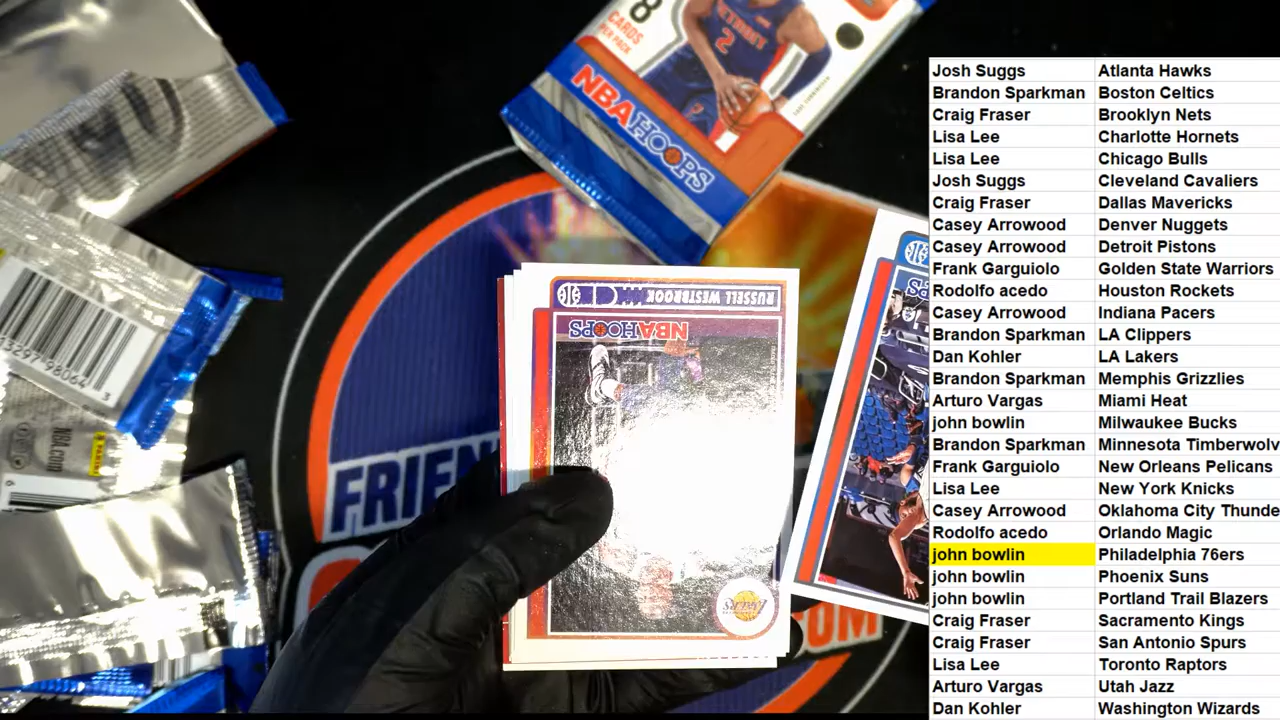 8
CARDS
PER PACK
DETROIT
2
NBA HOOPS
RUSSELL WESTBROOK
NBA HOOPS
Lakers
NBA.COM
PANINI
FRIEN
Josh Suggs Atlanta Hawks
Brandon Sparkman Boston Celtics
Craig Fraser Brooklyn Nets
Lisa Lee Charlotte Hornets
Lisa Lee Chicago Bulls
Josh Suggs Cleveland Cavaliers
Craig Fraser Dallas Mavericks
Casey Arrowood Denver Nuggets
Casey Arrowood Detroit Pistons
Frank Garguiolo Golden State Warriors
Rodolfo acedo Houston Rockets
Casey Arrowood Indiana Pacers
Brandon Sparkman LA Clippers
Dan Kohler LA Lakers
Brandon Sparkman Memphis Grizzlies
Arturo Vargas Miami Heat
john bowlin Milwaukee Bucks
Brandon Sparkman Minnesota Timberwolv
Frank Garguiolo New Orleans Pelicans
Lisa Lee New York Knicks
Casey Arrowood Oklahoma City Thunde
Rodolfo acedo Orlando Magic
john bowlin Philadelphia 76ers
john bowlin Phoenix Suns
john bowlin Portland Trail Blazers
Craig Fraser Sacramento Kings
Craig Fraser San Antonio Spurs
Lisa Lee Toronto Raptors
Arturo Vargas Utah Jazz
Dan Kohler Washington Wizards